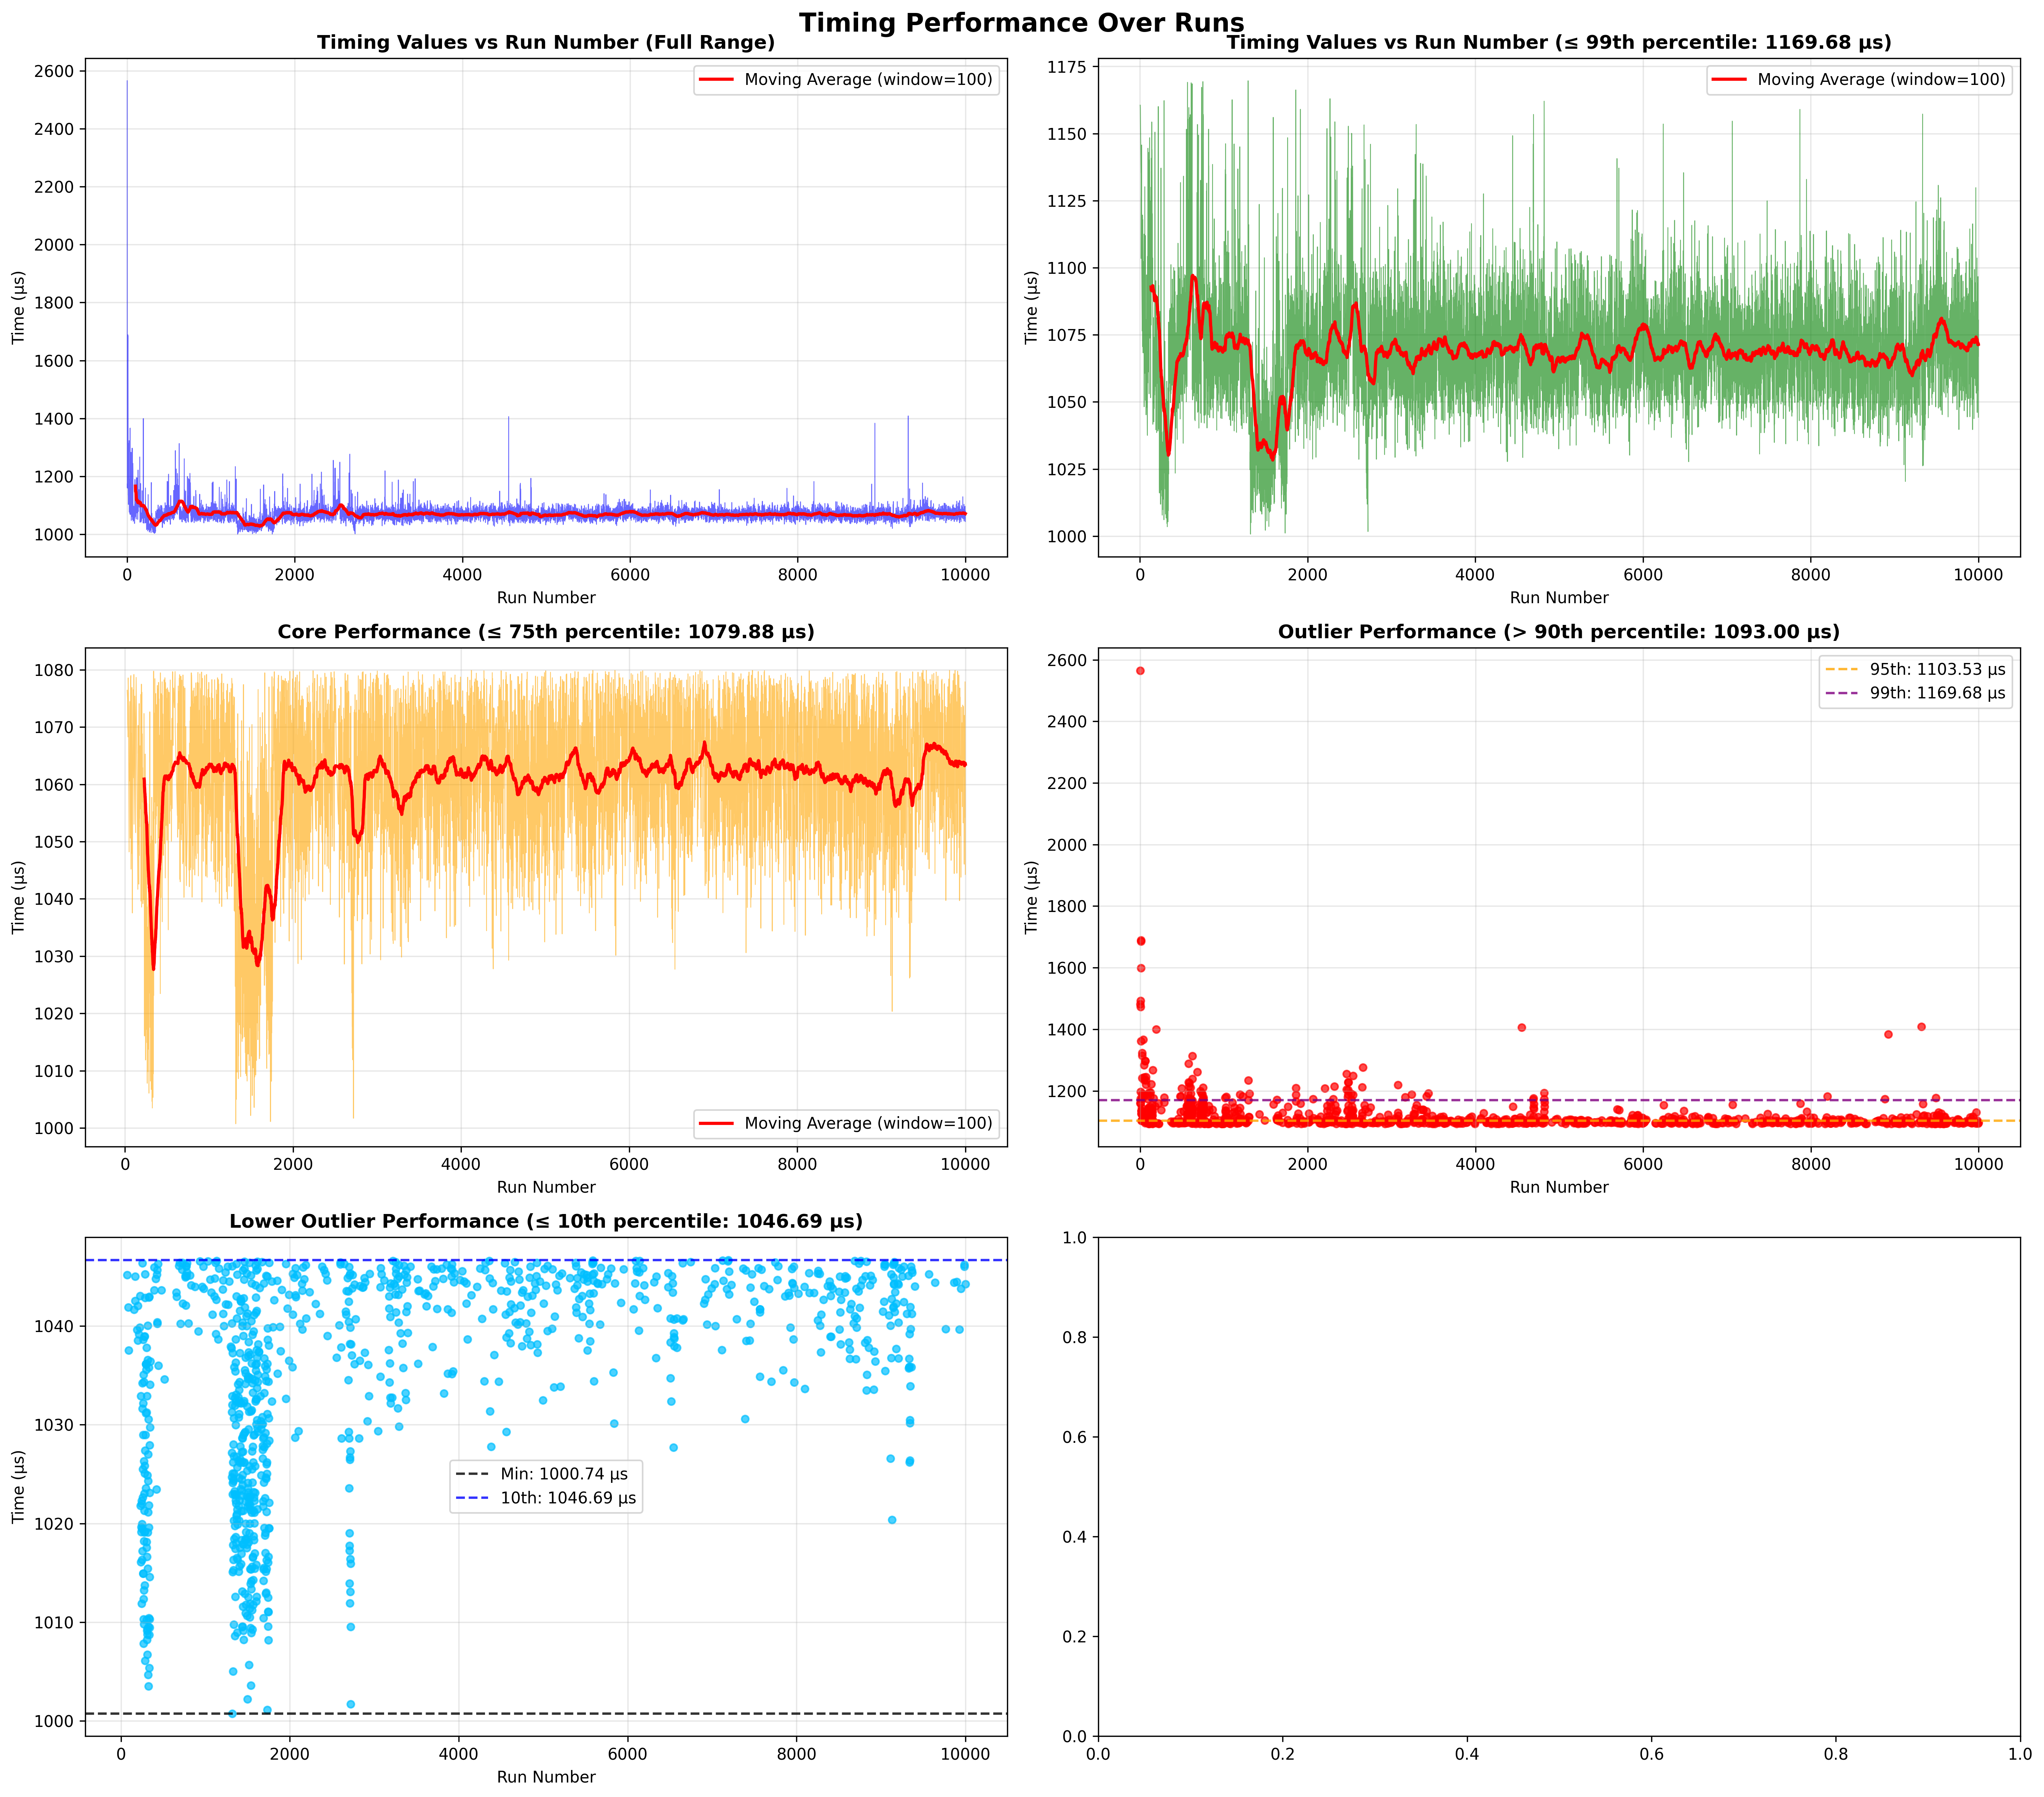 Timing Performance Over Runs
Timing Values vs Run Number (Full Range)
2600
2400
2200
2000
1800
1600
1400
1200
1000
Time (µs)
Moving Average (window=100)
0 2000 4000 6000 8000 10000
Run Number
Timing Values vs Run Number (≤ 99th percentile: 1169.68 µs)
1175
1150
1125
1100
1075
1050
1025
1000
Time (µs)
Moving Average (window=100)
0 2000 4000 6000 8000 10000
Run Number
Core Performance (≤ 75th percentile: 1079.88 µs)
1080
1070
1060
1050
1040
1030
1020
1010
1000
Time (µs)
Moving Average (window=100)
0 2000 4000 6000 8000 10000
Run Number
Outlier Performance (> 90th percentile: 1093.00 µs)
2600
2400
2200
2000
1800
1600
1400
1200
Time (µs)
95th: 1103.53 µs
99th: 1169.68 µs
0 2000 4000 6000 8000 10000
Run Number
Lower Outlier Performance (≤ 10th percentile: 1046.69 µs)
1040
1030
1020
1010
1000
Time (µs)
Min: 1000.74 µs
10th: 1046.69 µs
0 2000 4000 6000 8000 10000
Run Number
1.0
0.8
0.6
0.4
0.2
0.0
0.0 0.2 0.4 0.6 0.8 1.0